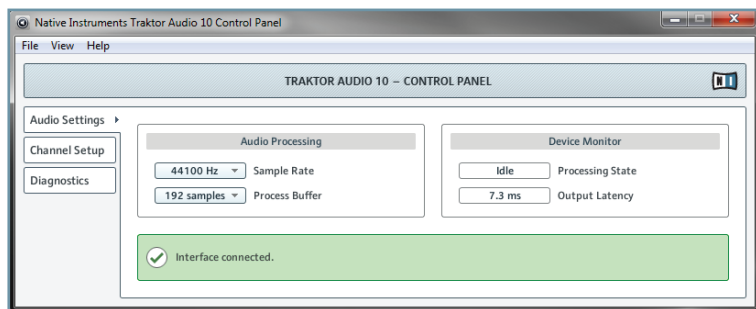 Native Instruments Traktor Audio 10 Control Panel
File View Help
TRAKTOR AUDIO 10 – CONTROL PANEL
NI
Audio Settings
Channel Setup
Diagnostics
Audio Processing
44100 Hz Sample Rate
192 samples Process Buffer
Device Monitor
Idle Processing State
7.3 ms Output Latency
Interface connected.